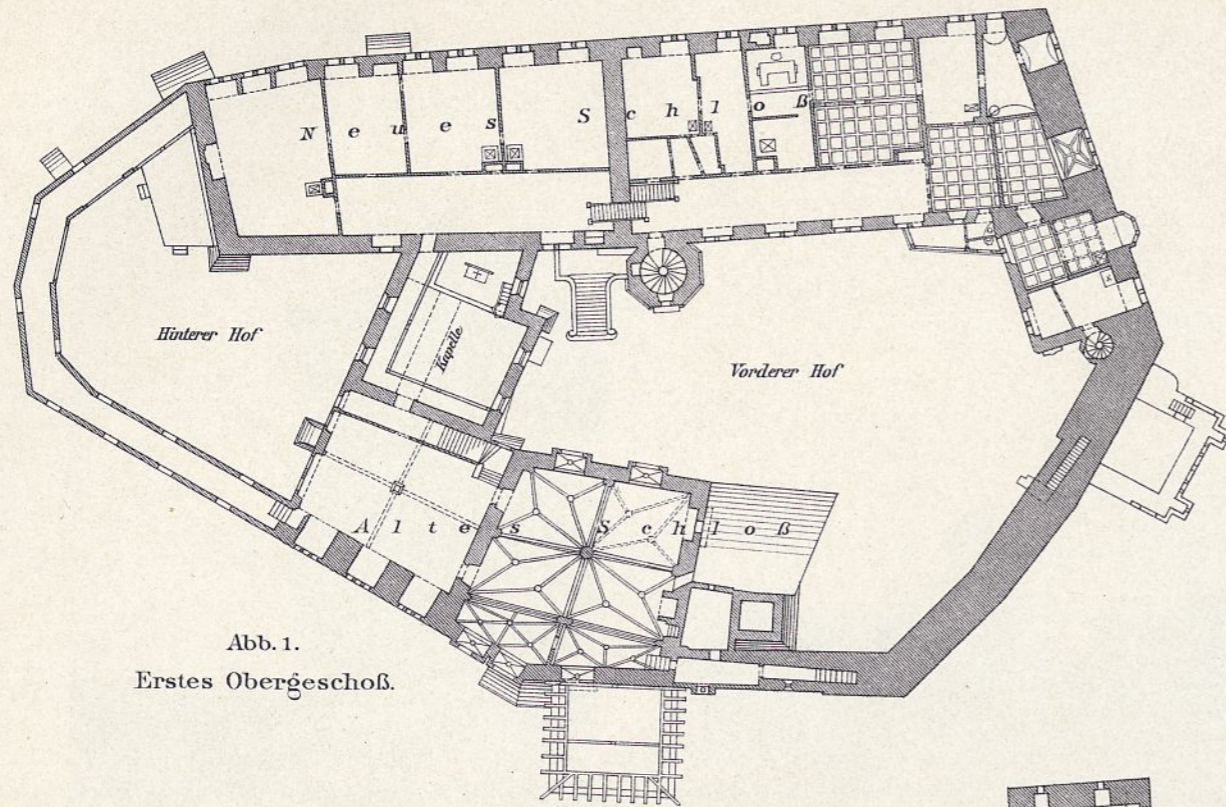 Neues Schloß
Hinterer Hof
Kapelle
Vorderer Hof
Altes Schloß
Abb. 1.
Erstes Obergeschoß.